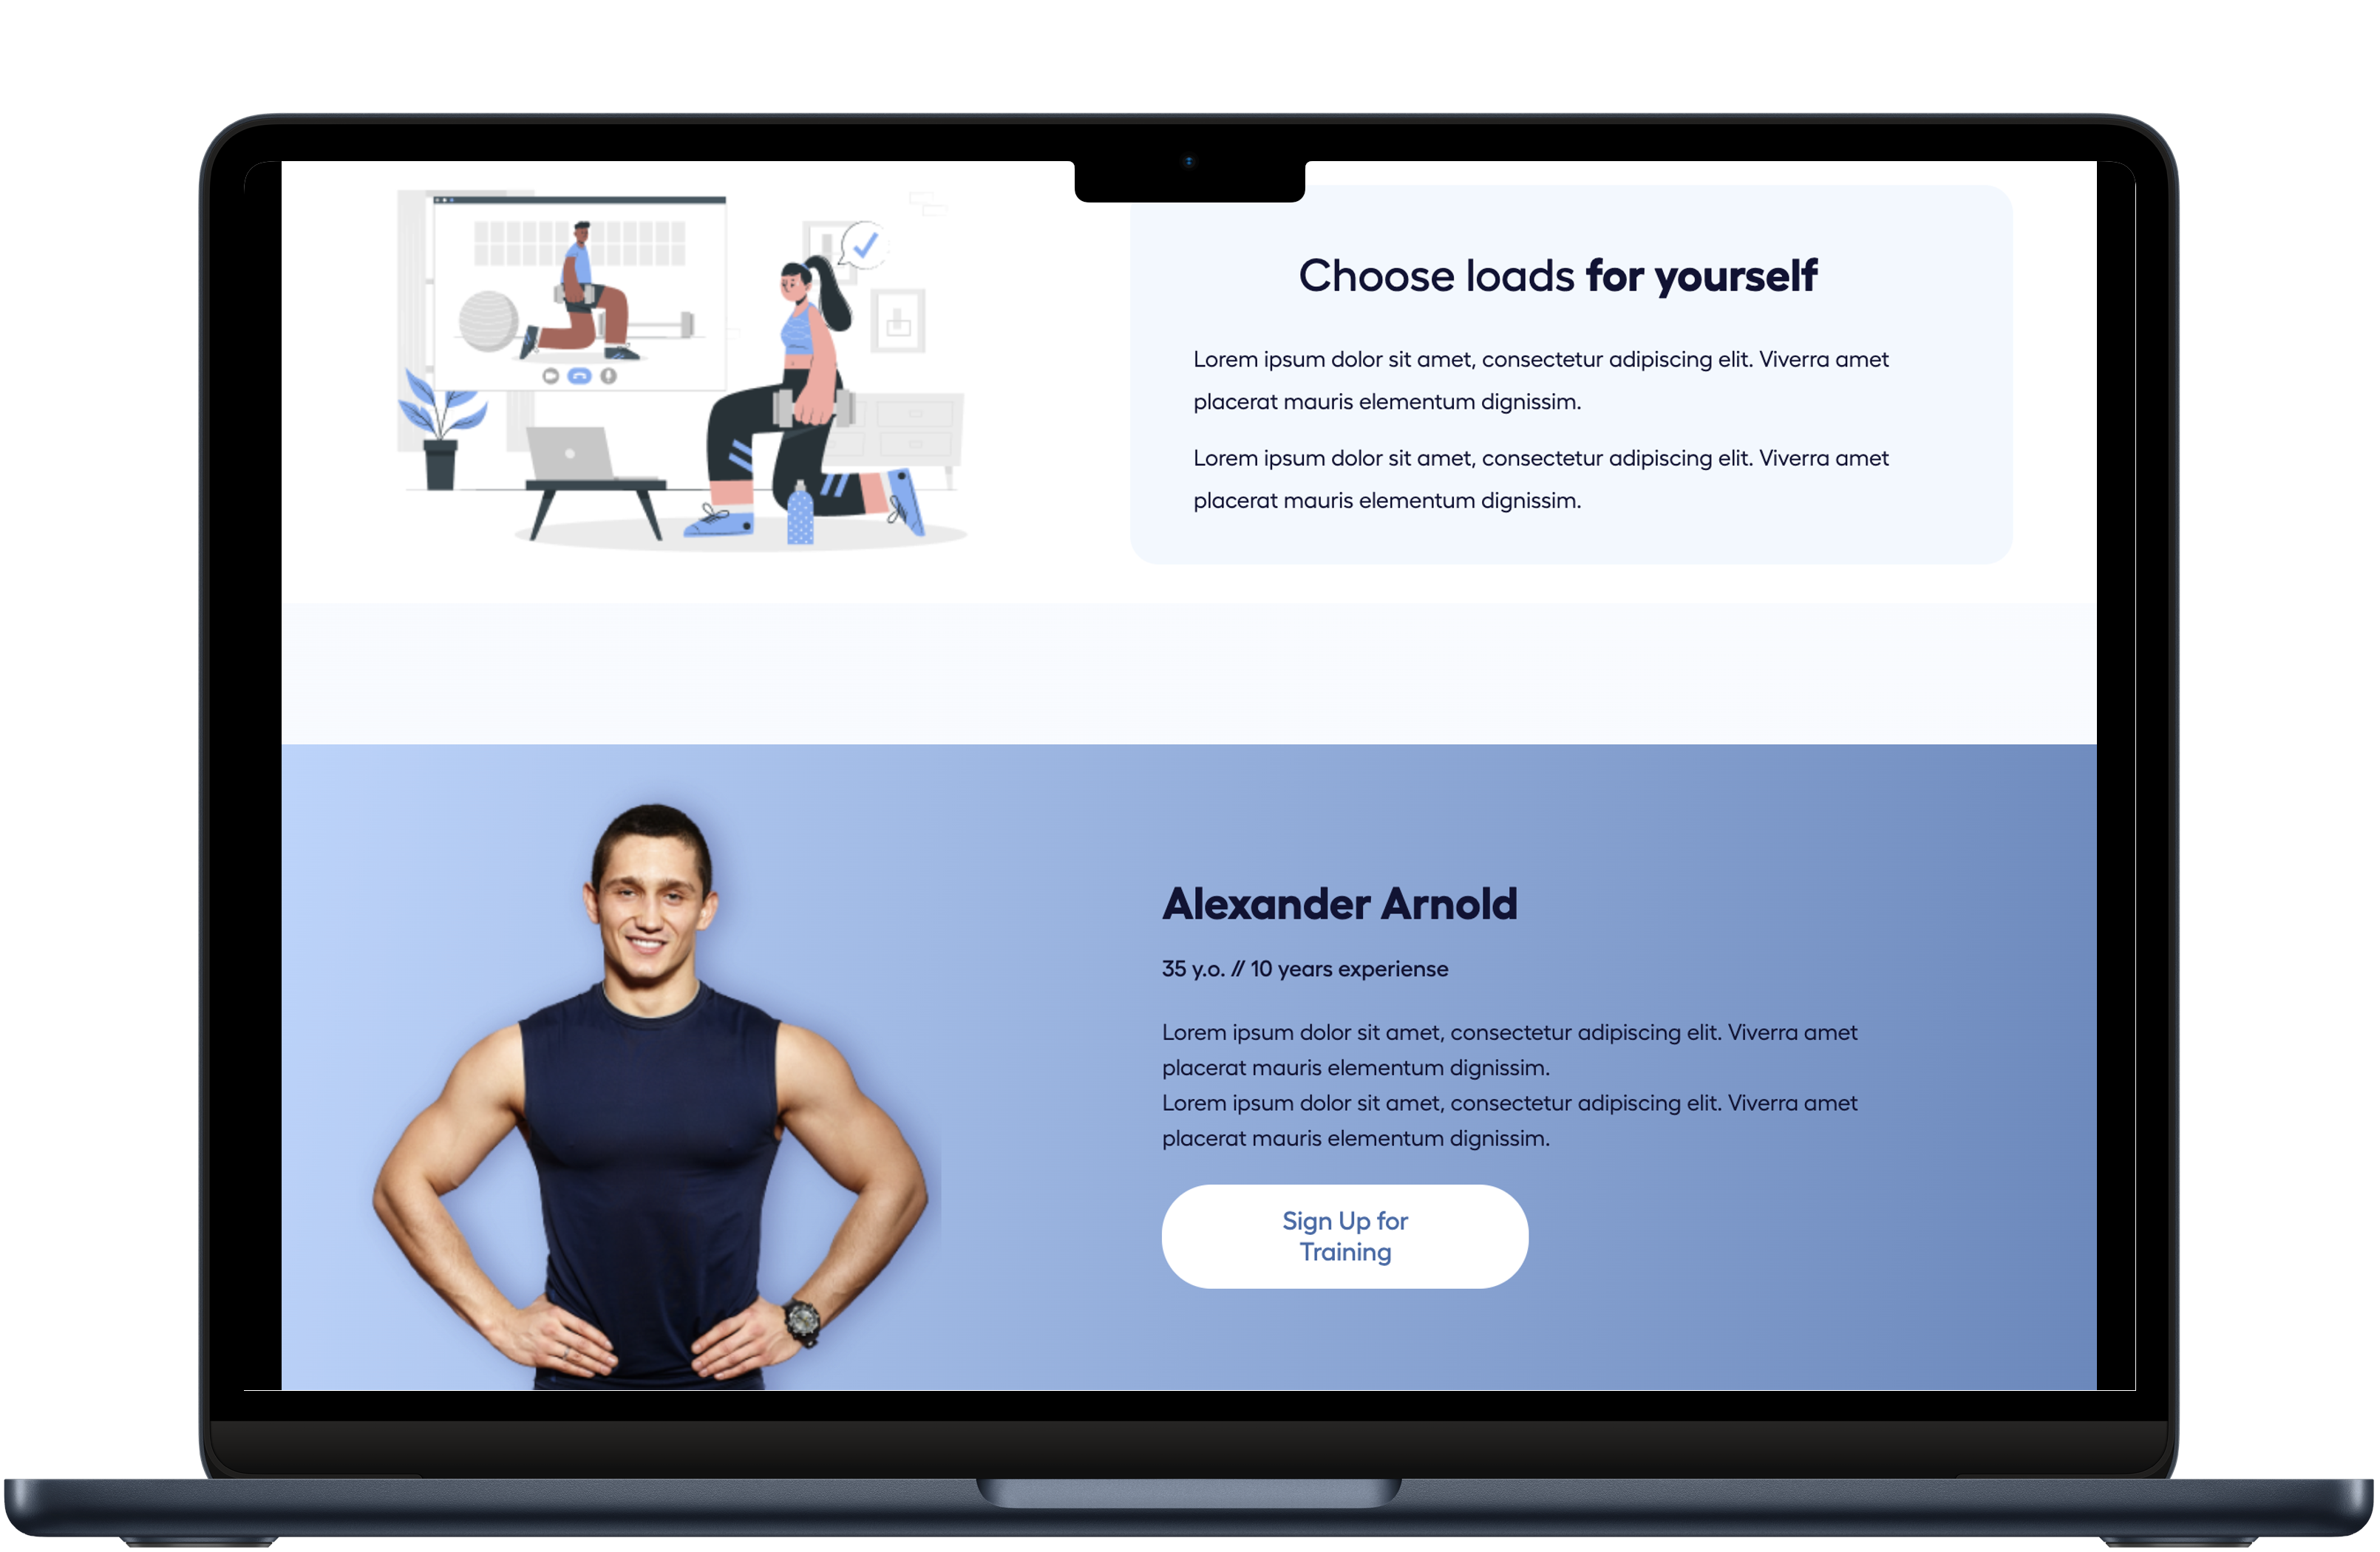 Choose loads for yourself
Lorem ipsum dolor sit amet, consectetur adipiscing elit. Viverra amet
placerat mauris elementum dignissim.
Lorem ipsum dolor sit amet, consectetur adipiscing elit. Viverra amet
placerat mauris elementum dignissim.
Alexander Arnold
35 y.o. // 10 years experiense
Lorem ipsum dolor sit amet, consectetur adipiscing elit. Viverra amet
placerat mauris elementum dignissim.
Lorem ipsum dolor sit amet, consectetur adipiscing elit. Viverra amet
placerat mauris elementum dignissim.
Sign Up for
Training